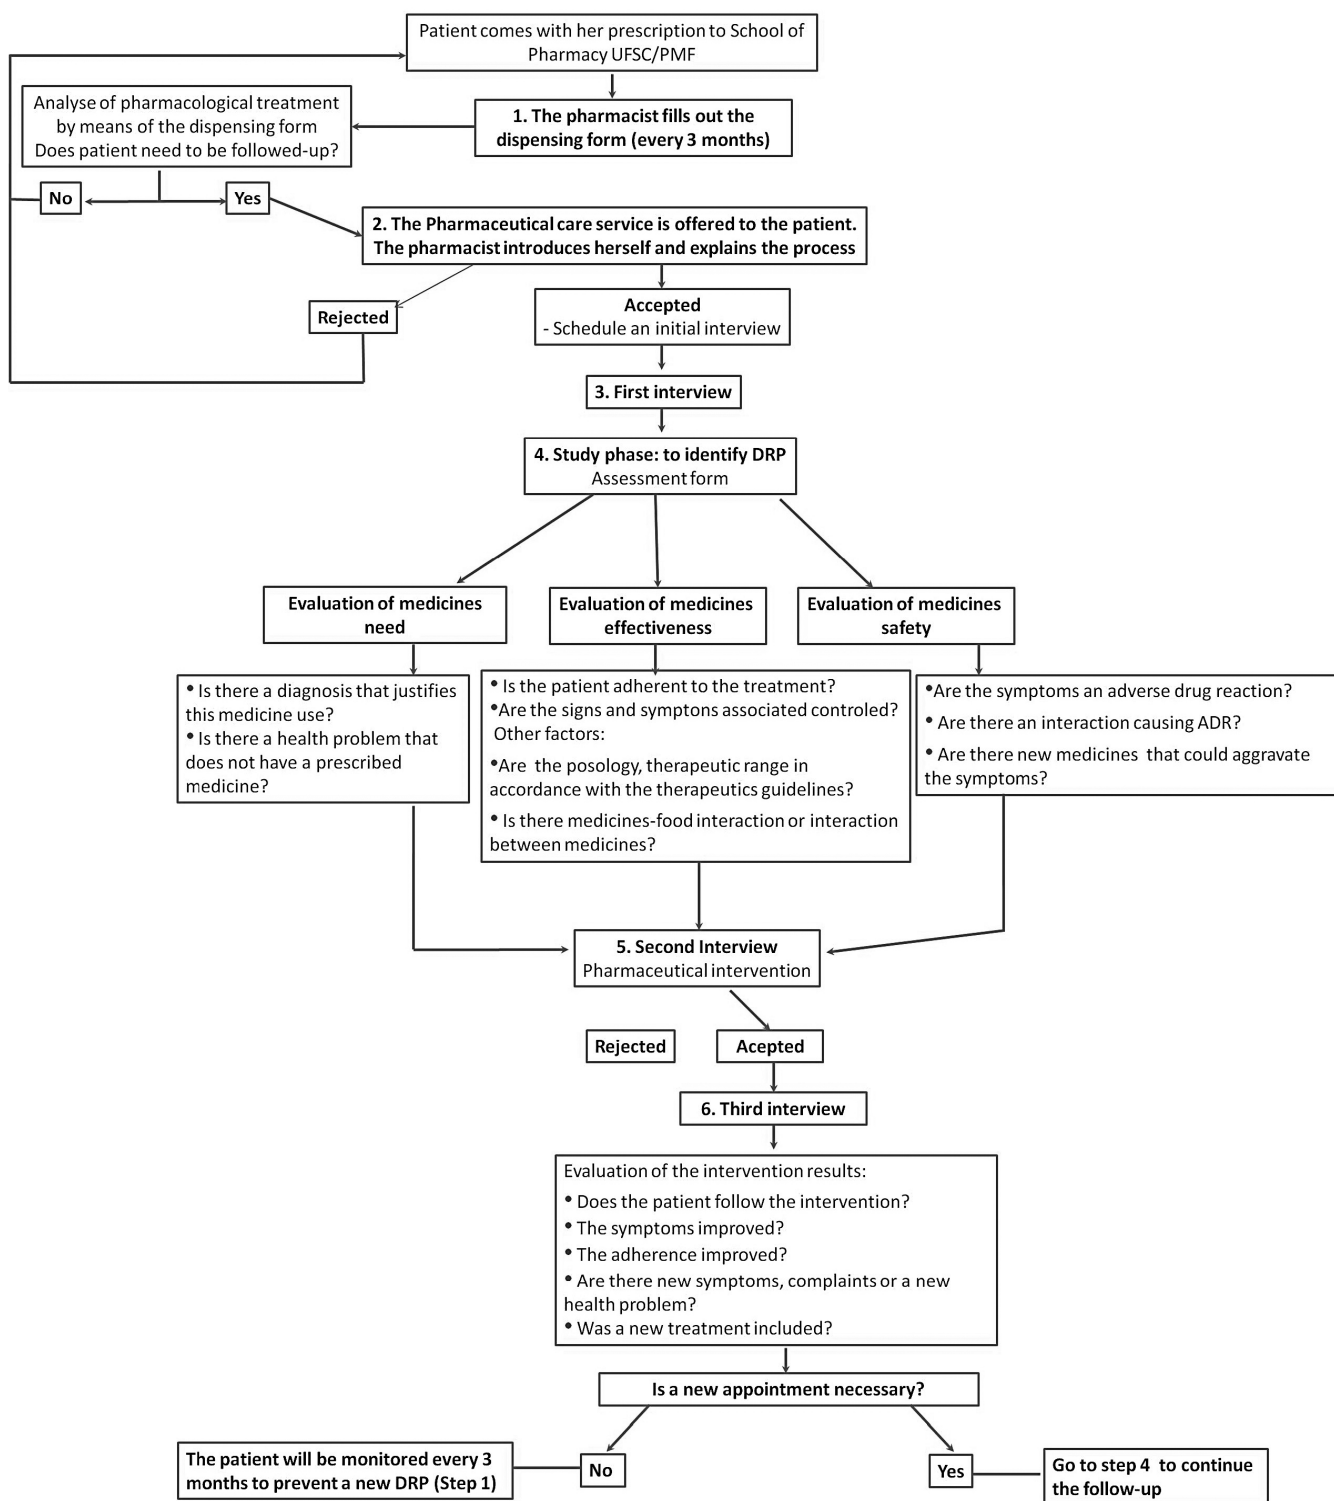 Patient comes with her prescription to School of
Pharmacy UFSC/PMF
1. The pharmacist fills out the
dispensing form (every 3 months)
Analyse of pharmacological treatment
by means of the dispensing form
Does patient need to be followed-up?
No
Yes
2. The Pharmaceutical care service is offered to the patient.
The pharmacist introduces herself and explains the process
Rejected
Accepted
- Schedule an initial interview
3. First interview
4. Study phase: to identify DRP
Assessment form
Evaluation of medicines
need
Evaluation of medicines
effectiveness
Evaluation of medicines
safety
• Is there a diagnosis that justifies
this medicine use?
• Is there a health problem that
does not have a prescribed
medicine?
• Is the patient adherent to the treatment?
•Are the signs and symptons associated controled?
Other factors:
•Are the posology, therapeutic range in
accordance with the therapeutics guidelines?
• Is there medicines-food interaction or interaction
between medicines?
•Are the symptoms an adverse drug reaction?
• Are there an interaction causing ADR?
• Are there new medicines that could aggravate
the symptoms?
5. Second Interview
Pharmaceutical intervention
Rejected
Acepted
6. Third interview
Evaluation of the intervention results:
• Does the patient follow the intervention?
• The symptoms improved?
• The adherence improved?
• Are there new symptoms, complaints or a new
health problem?
• Was a new treatment included?
Is a new appointment necessary?
The patient will be monitored every 3
months to prevent a new DRP (Step 1)
No
Yes
Go to step 4 to continue
the follow-up